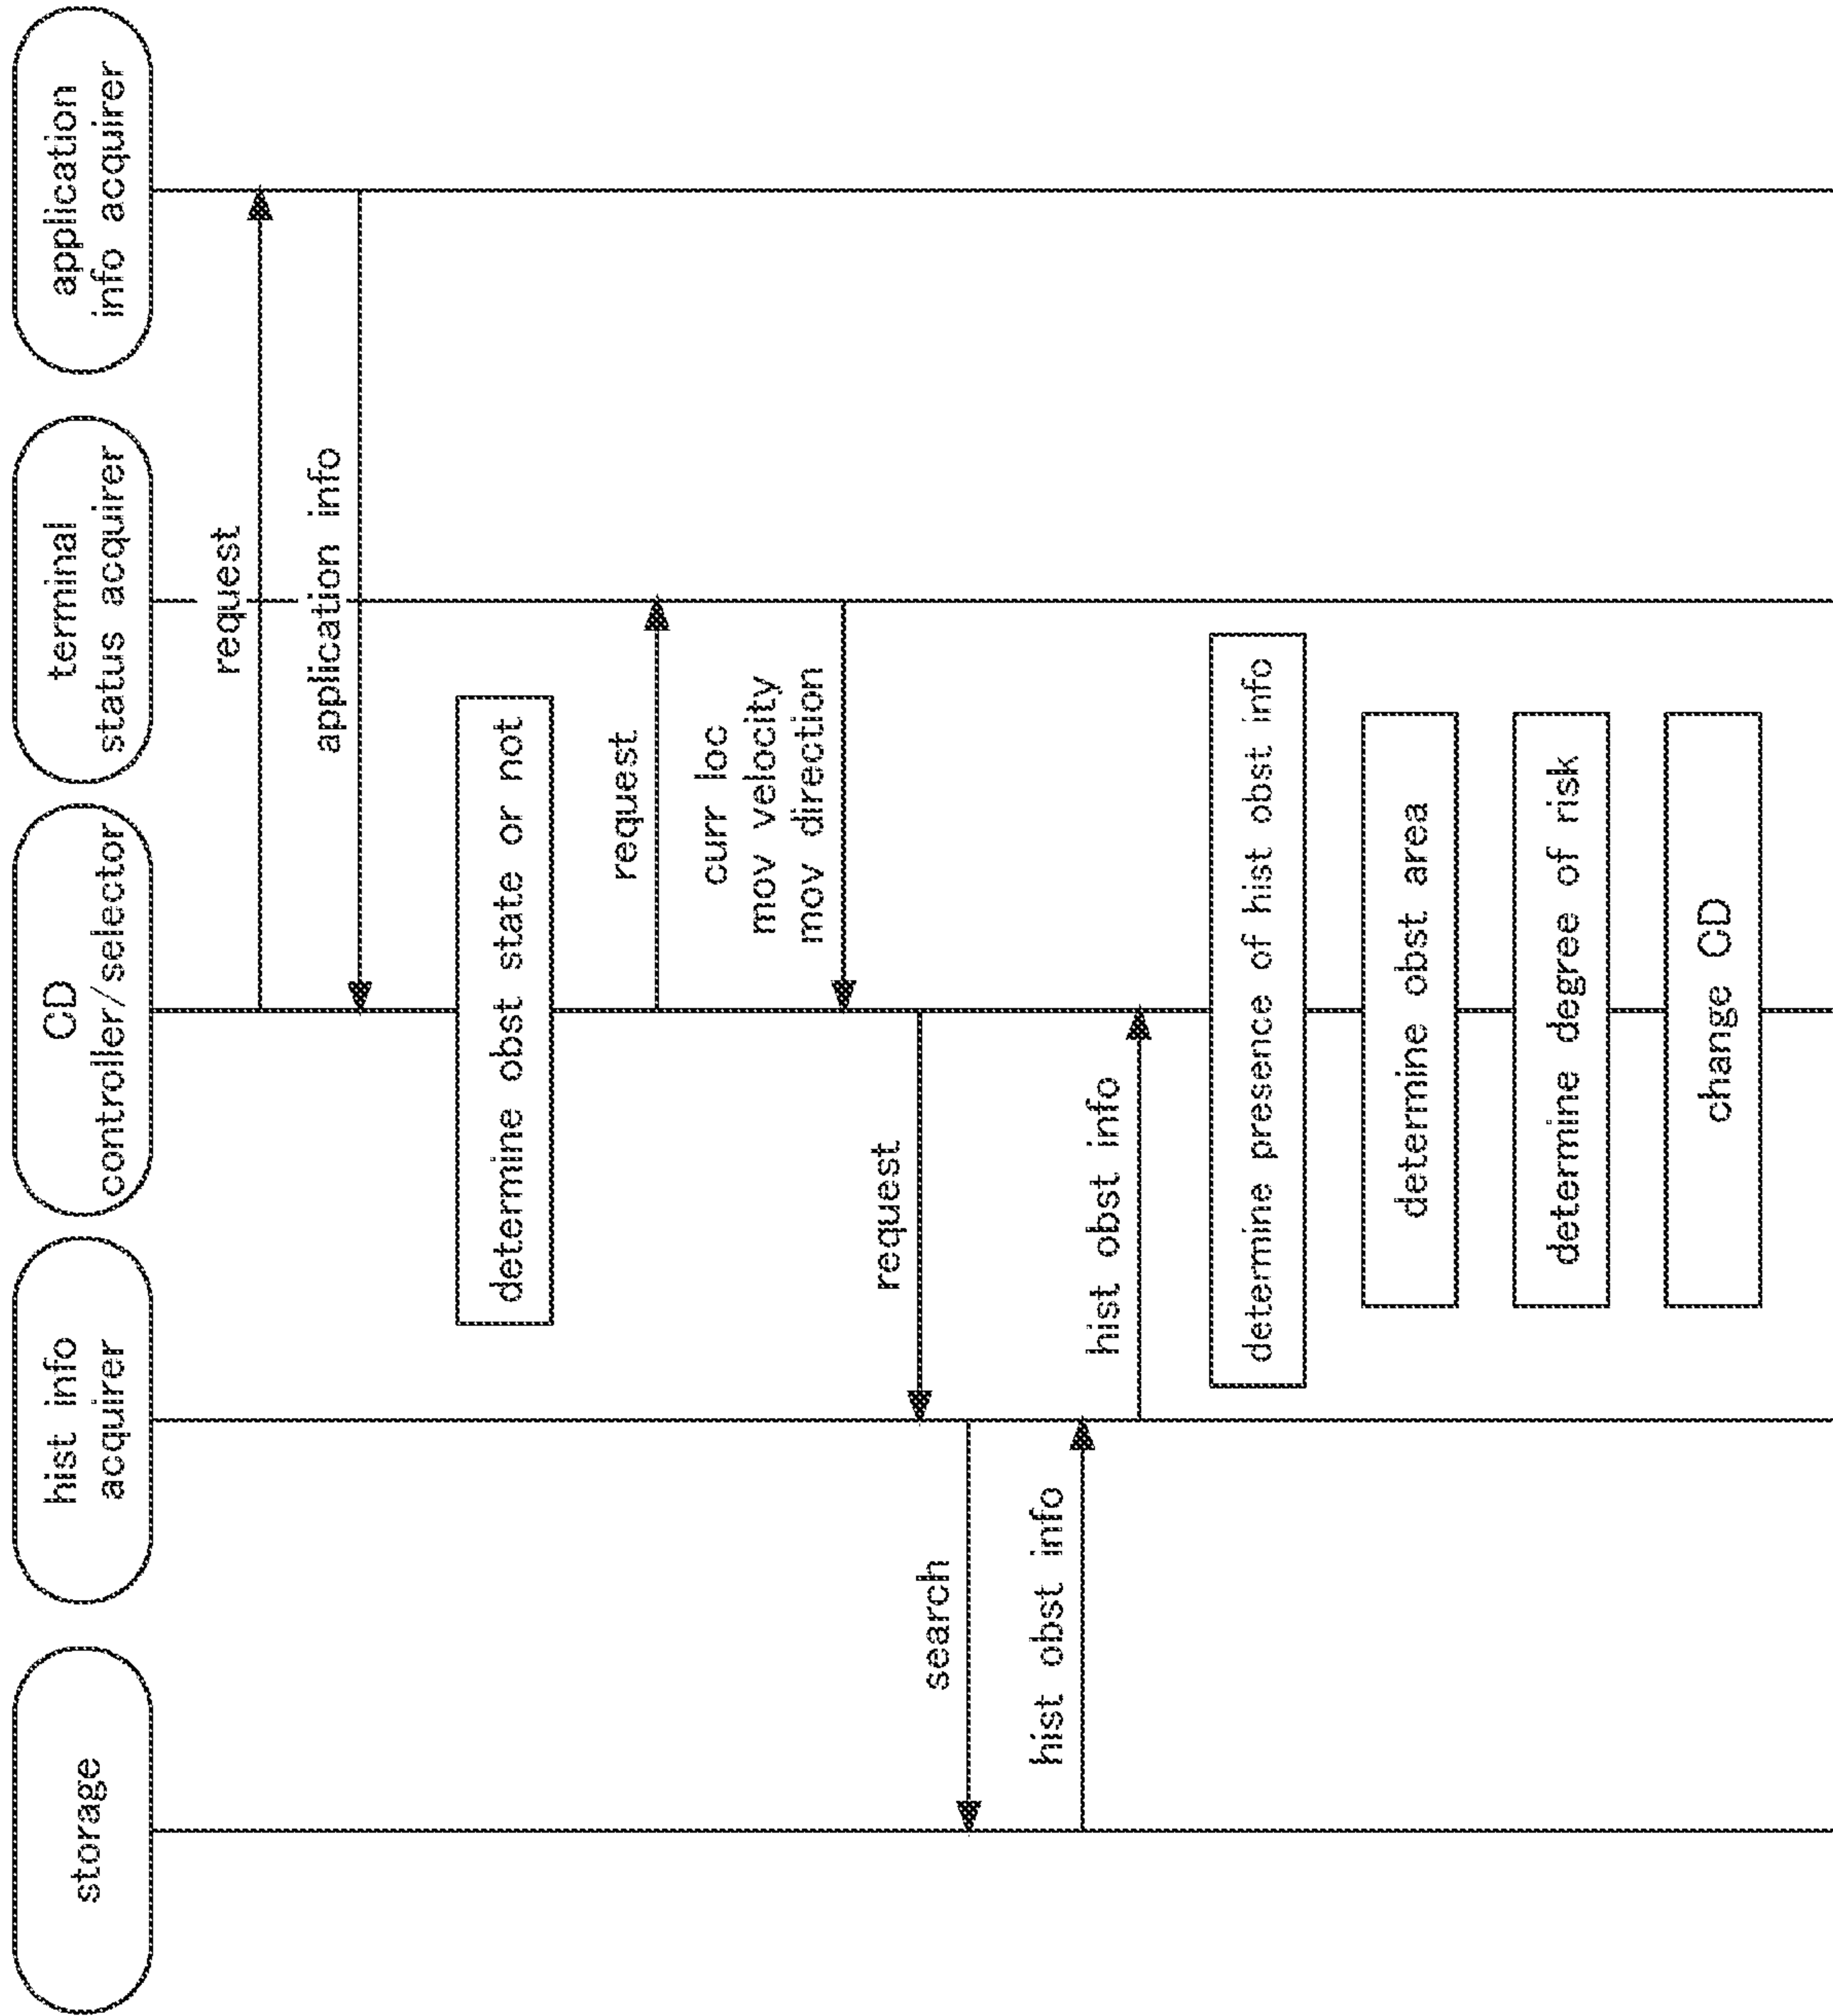 storage
hist info
acquirer
CD
controller/selector
terminal
status acquirer
application
info acquirer
request
application info
determine obst state or not
request
curr loc
mov velocity
mov direction
request
search
hist obst info
hist obst info
determine presence of hist obst info
determine obst area
determine degree of risk
change CD